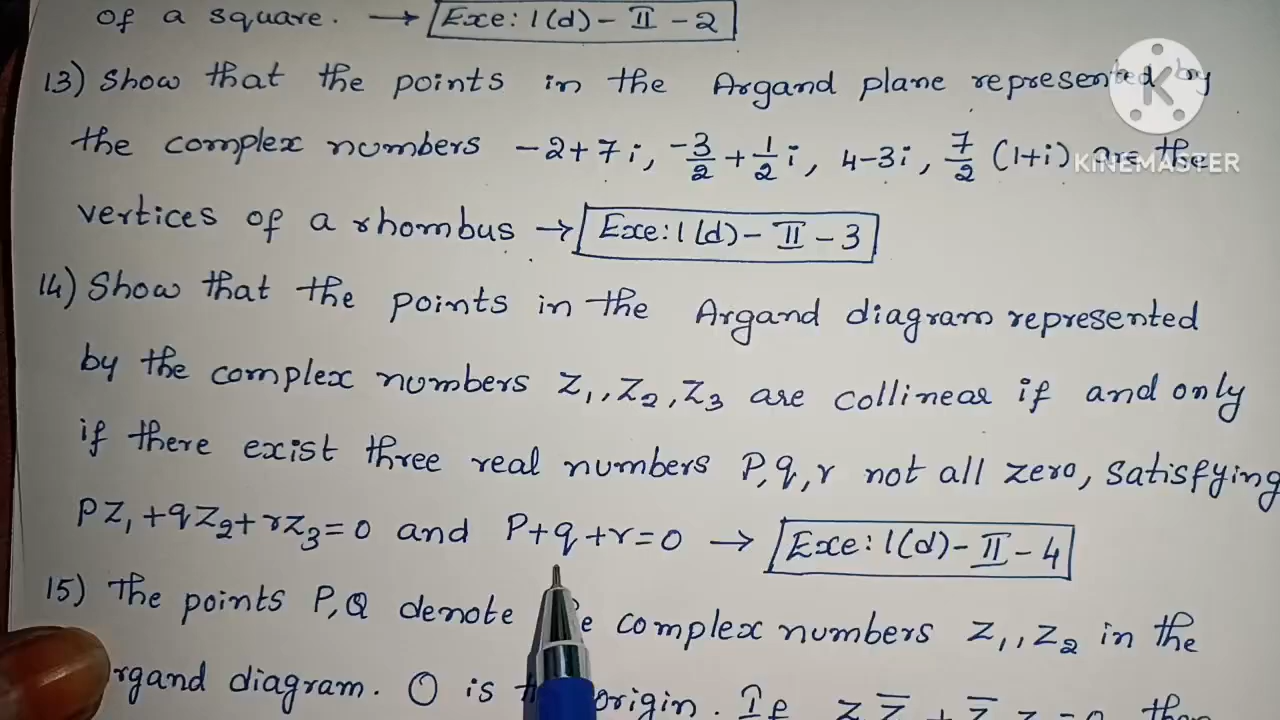 of a square. → Exe: 1(d) - II - 2
13) Show that the points in the Argand plane represented by
the complex numbers -2+7i, -3/2 + 1/2 i, 4-3i, 7/2 (1+i) are the
vertices of a rhombus → Exe: 1(d) - II - 3
14) Show that the points in the Argand diagram represented
by the complex numbers Z₁, Z₂, Z₃ are collinear if and only
if there exist three real numbers P, q, r not all zero, satisfying
PZ₁ + qZ₂ + rZ₃ = 0 and P+q+r=0 → Exe: 1(d) - II - 4
15) The points P, Q denote complex numbers Z₁, Z₂ in the
diagram. O is origin. If
KINEMASTER